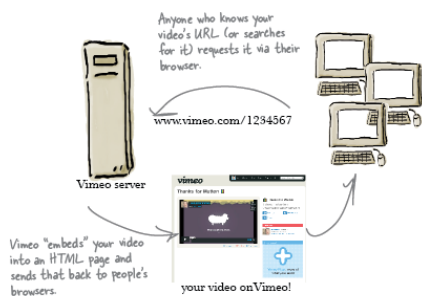 Anyone who knows your
video's URL (or searches
for it) requests it via their
browser.
www.vimeo.com/1234567
Vimeo server
vimeo
Thanks for Watten!
Vimeo "embeds" your video
into an HTML page and
sends that back to people's
browsers.
your video onVimeo!